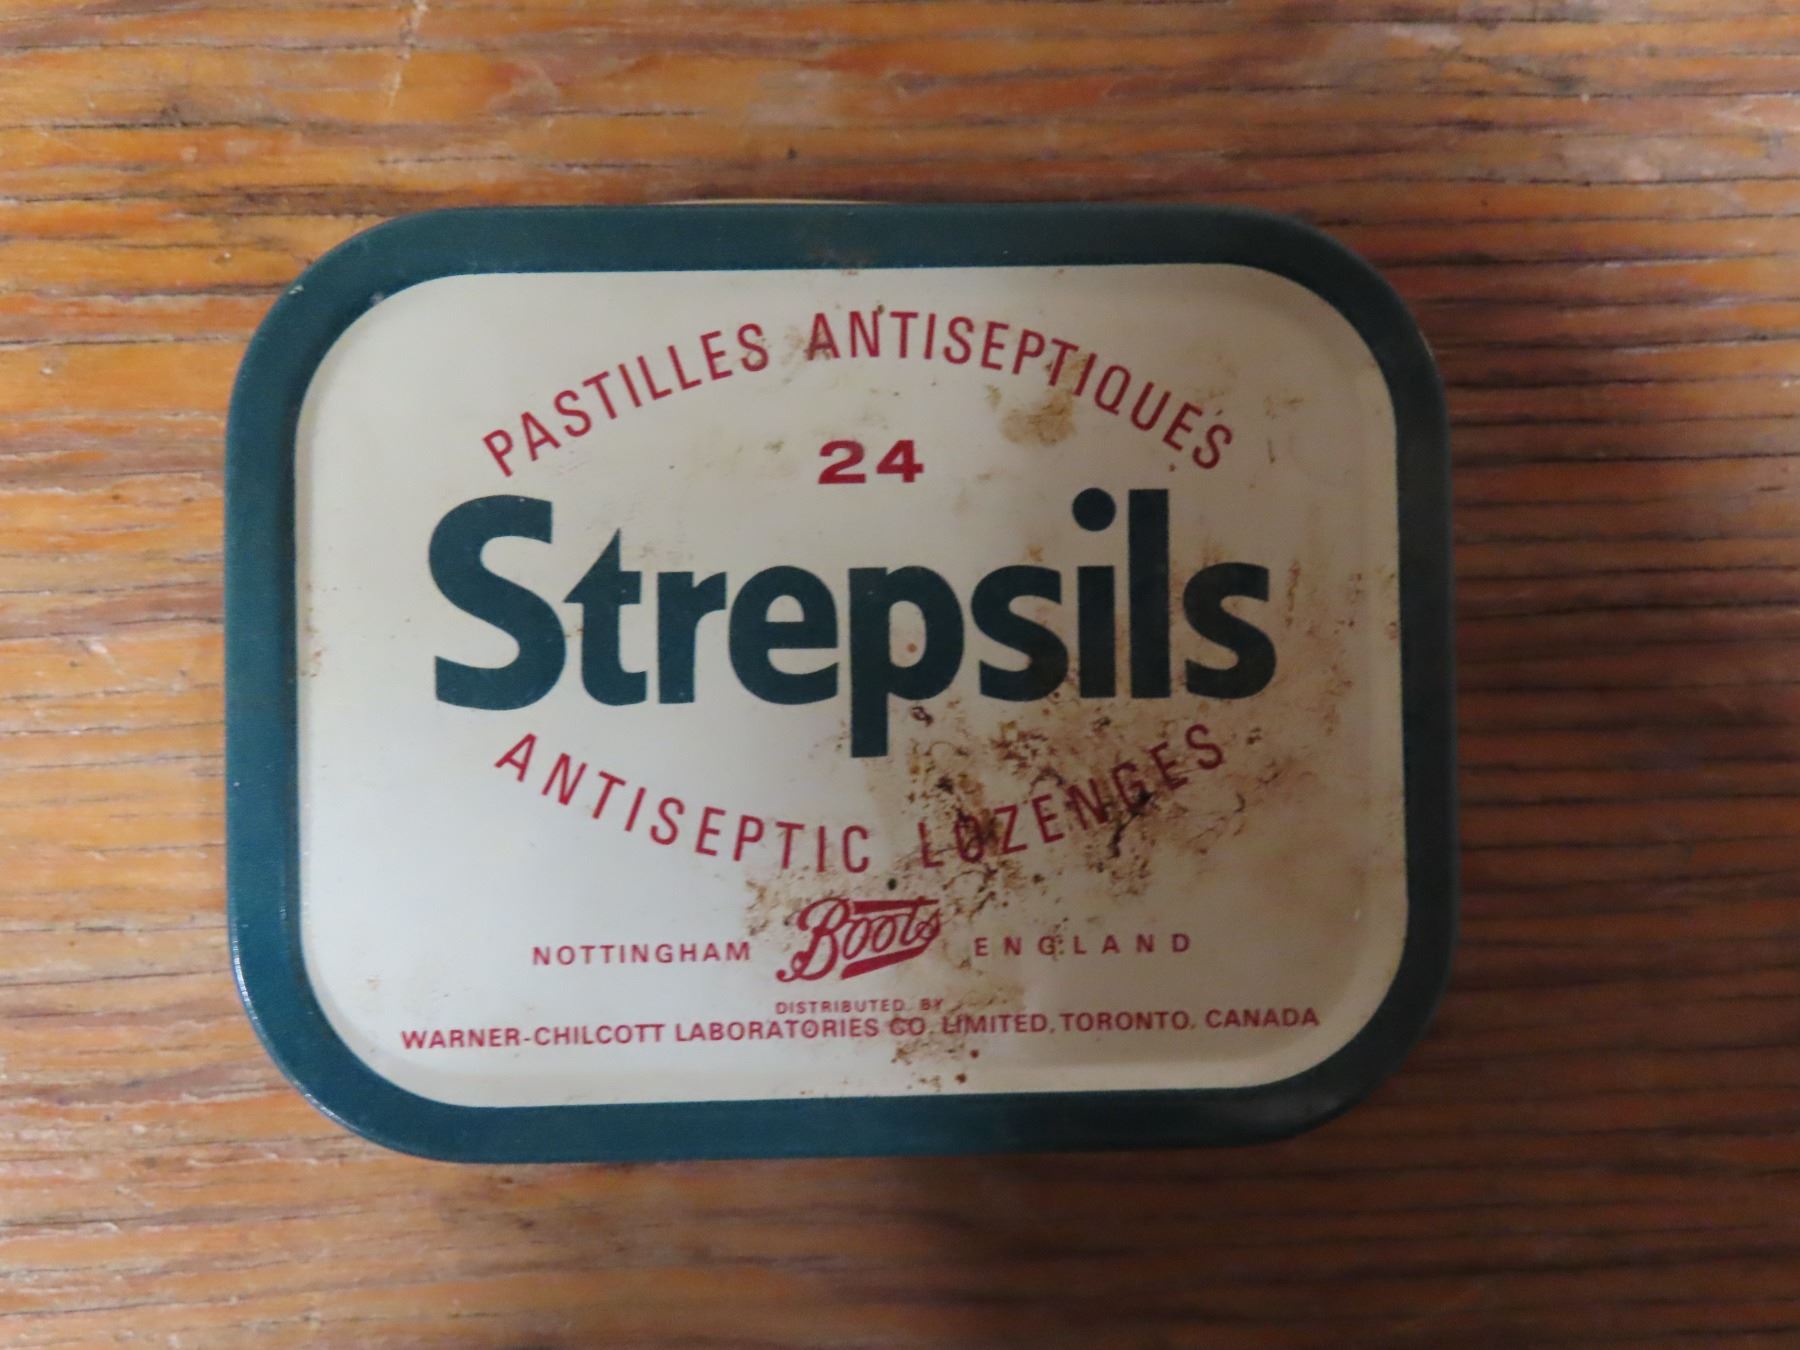 PASTILLES ANTISEPTIQUES
24
Strepsils
ANTISEPTIC LOZENGES
NOTTINGHAM Boots ENGLAND
DISTRIBUTED BY
WARNER-CHILCOTT LABORATORIES CO. LIMITED, TORONTO, CANADA